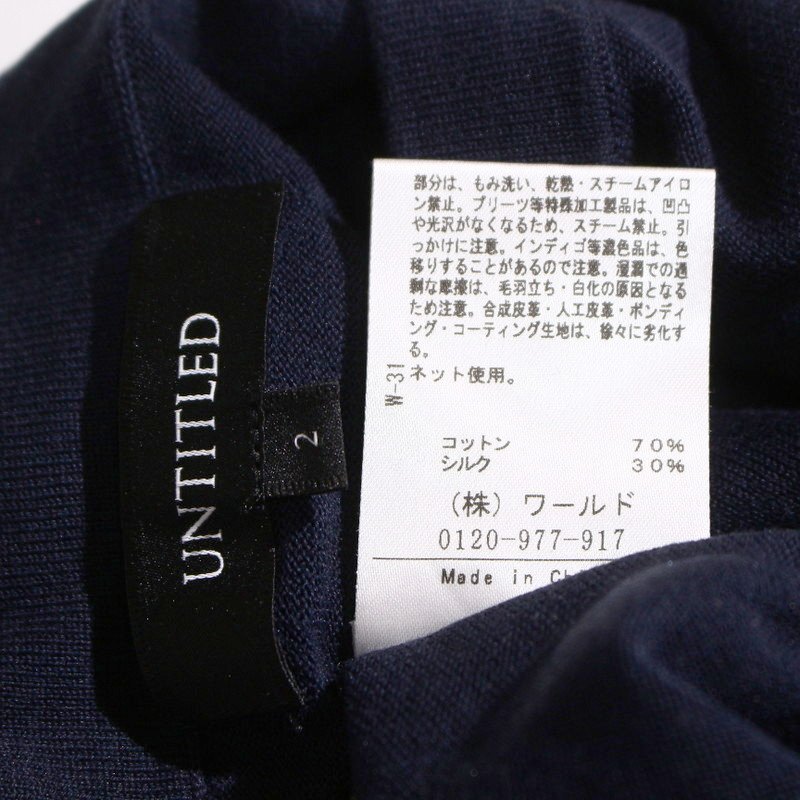 UNTITLED
2
部分は、もみ洗い、乾熱・スチームアイロ
ン禁止。プリーツ等特殊加工製品は、凹凸
や光沢がなくなるため、スチーム禁止。引
っかけに注意。インディゴ等濃色品は、色
移りすることがあるので注意。湿潤での過
剰な摩擦は、毛羽立ち・白化の原因となる
ため注意。合成皮革・人工皮革・ボンディ
ング・コーティング生地は、徐々に劣化す
る。
ネット使用。
W-31
コットン 70%
シルク 30%
(株) ワールド
0120-977-917
Made in Ch